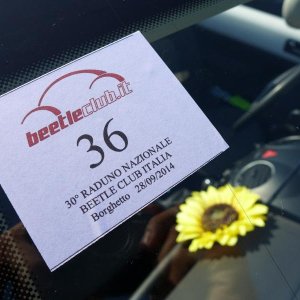 beetleclub.it
36
30° RADUNO NAZIONALE
BEETLE CLUB ITALIA
Borghetto 28/09/2014